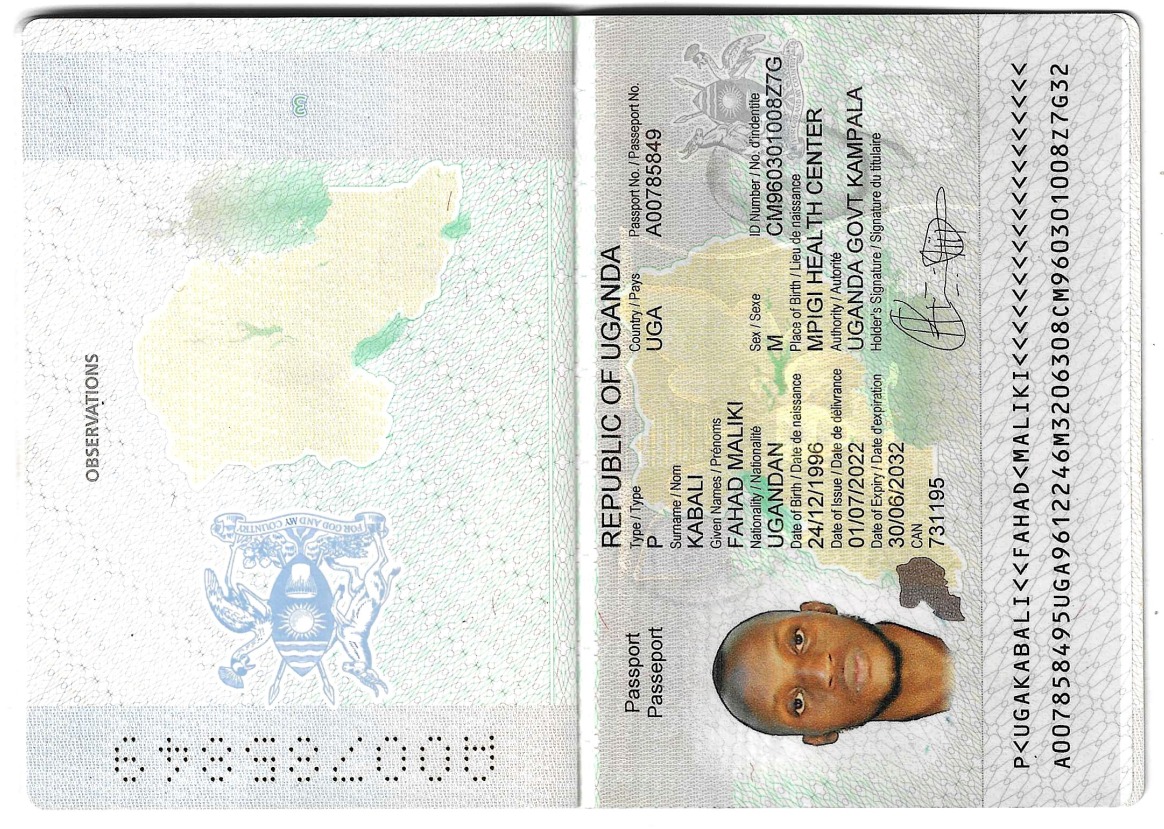 OBSERVATIONS
3
FOR GOD AND MY COUNTRY
A00785849
REPUBLIC OF UGANDA
Passport
Passeport
Type / Type
Country / Pays
Passport No. / Passeport No.
P
UGA
A00785849
Surname / Nom
KABALI
Given Names / Prénoms
FAHAD MALIKI
Nationality / Nationalité
Sex / Sexe
ID Number / No. d'indentité
UGANDAN
M
CM960301008Z7G
Date of Birth / Date de naissance
Place of Birth / Lieu de naissance
24/12/1996
MPIGI HEALTH CENTER
Date of Issue / Date de délivrance
Authority / Autorité
01/07/2022
UGANDA GOVT KAMPALA
Date of Expiry / Date d'expiration
Holder's Signature / Signature du titulaire
30/06/2032
CAN
731195
P<UGAKABALI<<FAHAD<MALIKI<<<<<<<<<<<<<<<<<<<
A007858495UGA9612246M3206308CM960301008Z7G32